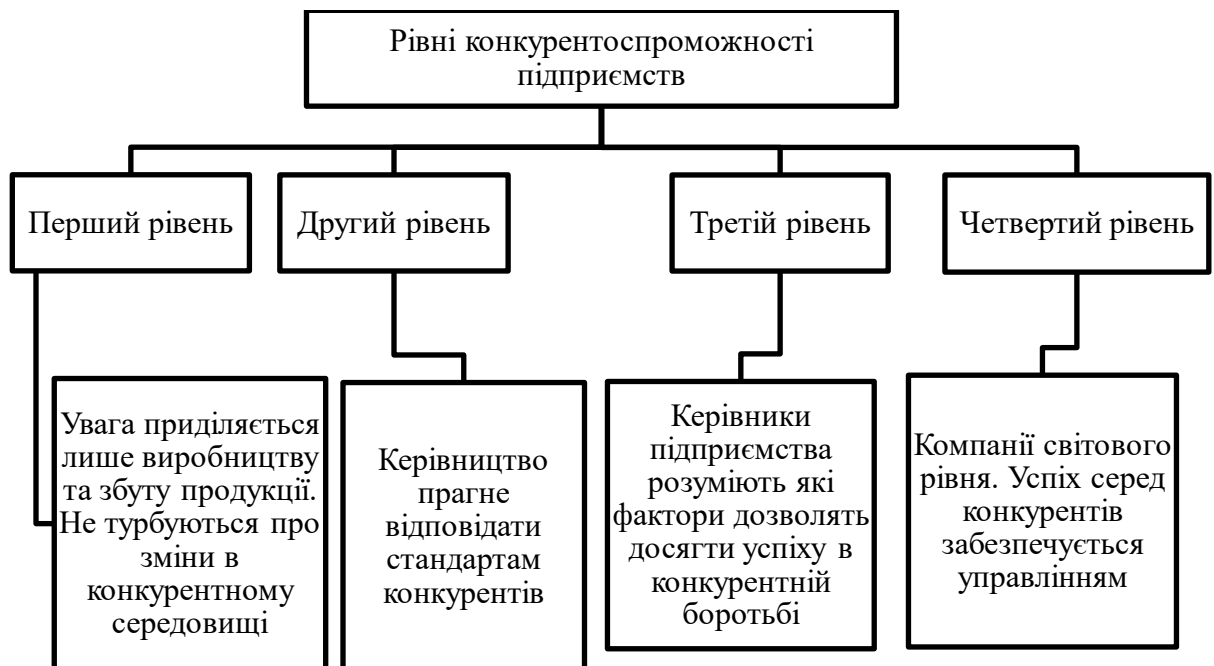 Рівні конкурентоспроможності
підприємств
Перший рівень
Другий рівень
Третій рівень
Четвертий рівень
Увага приділяється
лише виробництву
та збуту продукції.
Не турбуються про
зміни в
конкурентному
середовищі
Керівництво
прагне
відповідати
стандартам
конкурентів
Керівники
підприємства
розуміють які
фактори дозволять
досягти успіху в
конкурентній
боротьбі
Компанії світового
рівня. Успіх серед
конкурентів
забезпечується
управлінням